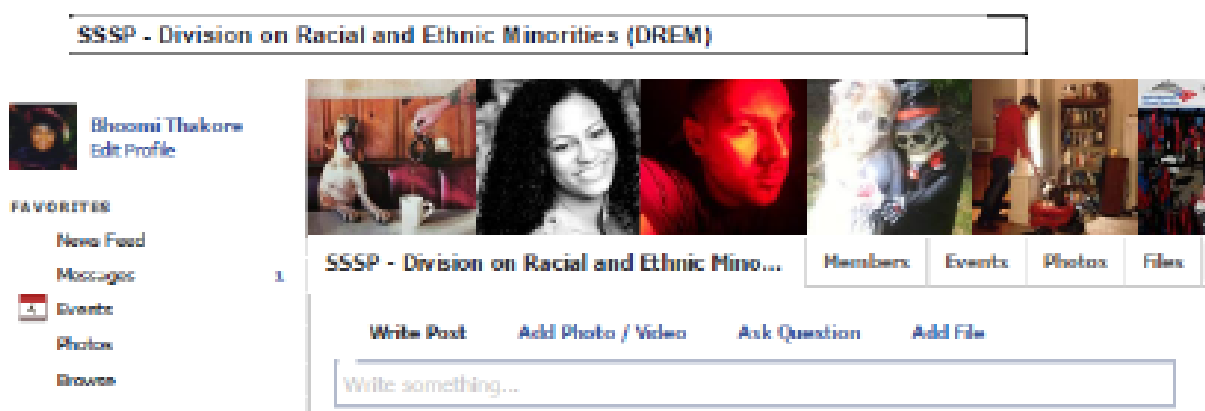 SSSP - Division on Racial and Ethnic Minorities (DREM)
Bhoomi Thakore
Edit Profile
FAVORITES
News Feed
Messages 1
Events
Photos
Browse
SSSP - Division on Racial and Ethnic Mino...
Members
Events
Photos
Files
Write Post
Add Photo / Video
Ask Question
Add File
Write something...